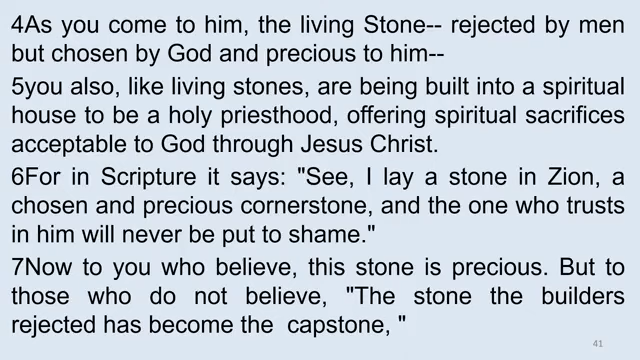 4As you come to him, the living Stone-- rejected by men
but chosen by God and precious to him--
5you also, like living stones, are being built into a spiritual
house to be a holy priesthood, offering spiritual sacrifices
acceptable to God through Jesus Christ.
6For in Scripture it says: "See, I lay a stone in Zion, a
chosen and precious cornerstone, and the one who trusts
in him will never be put to shame."
7Now to you who believe, this stone is precious. But to
those who do not believe, "The stone the builders
rejected has become the  capstone, "
41